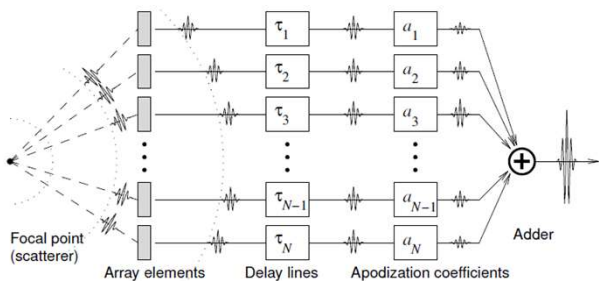 τ1 a1
τ2 a2
τ3 a3
τN−1 aN−1
τN aN
+
Focal point
(scatterer)
Array elements
Delay lines
Apodization coefficients
Adder